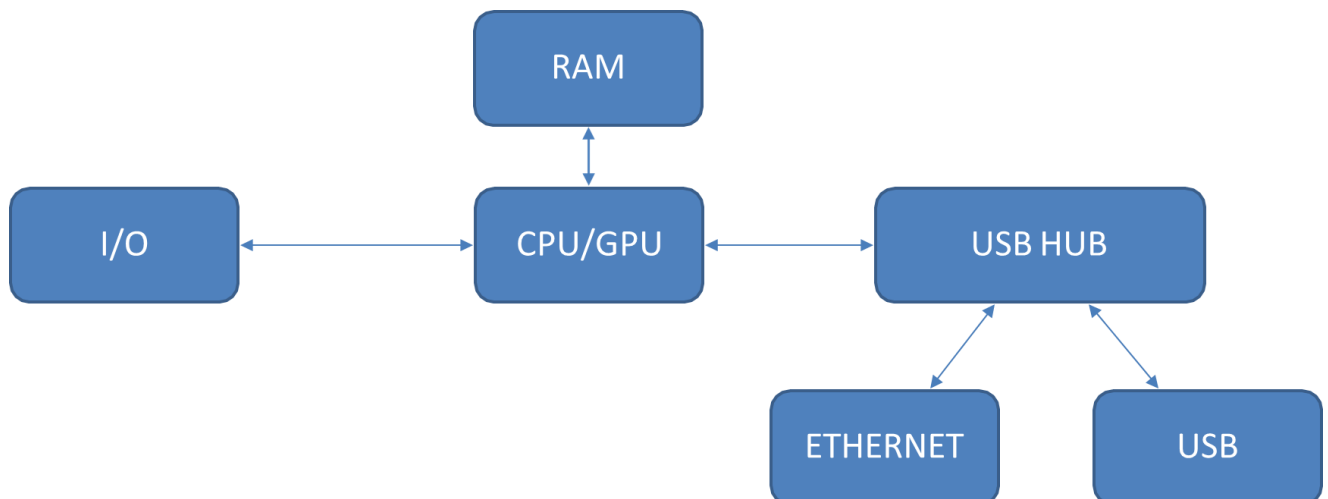 RAM
I/O
CPU/GPU
USB HUB
ETHERNET
USB